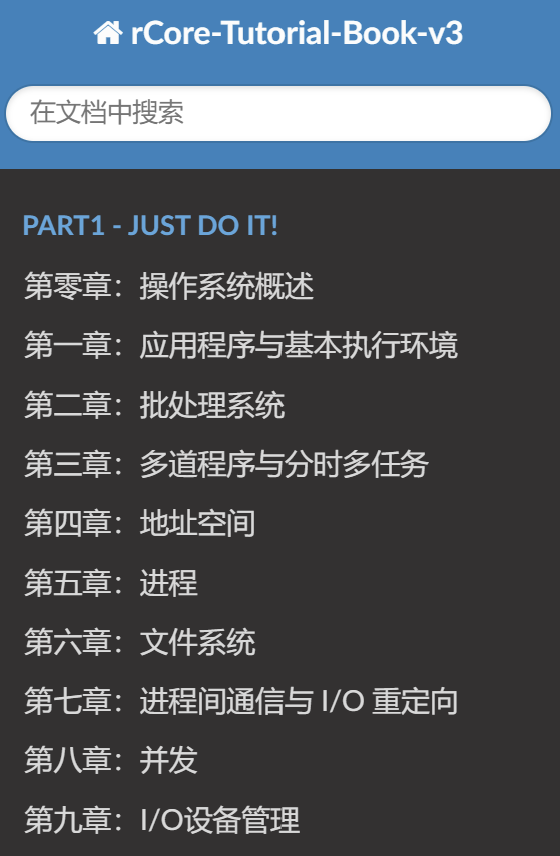 rCore-Tutorial-Book-v3
在文档中搜索
PART1 - JUST DO IT!
第零章：操作系统概述
第一章：应用程序与基本执行环境
第二章：批处理系统
第三章：多道程序与分时多任务
第四章：地址空间
第五章：进程
第六章：文件系统
第七章：进程间通信与 I/O 重定向
第八章：并发
第九章：I/O设备管理